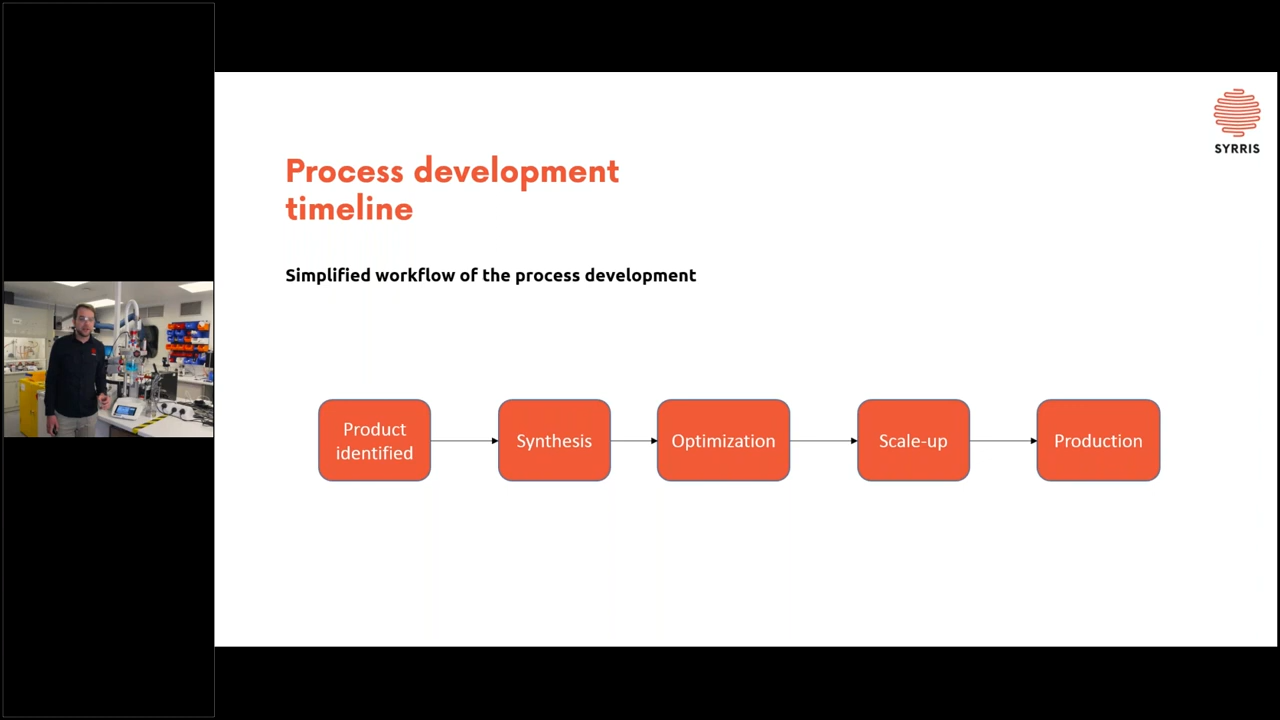 SYRRIS
Process development
timeline
Simplified workflow of the process development
Product
identified
Synthesis
Optimization
Scale-up
Production